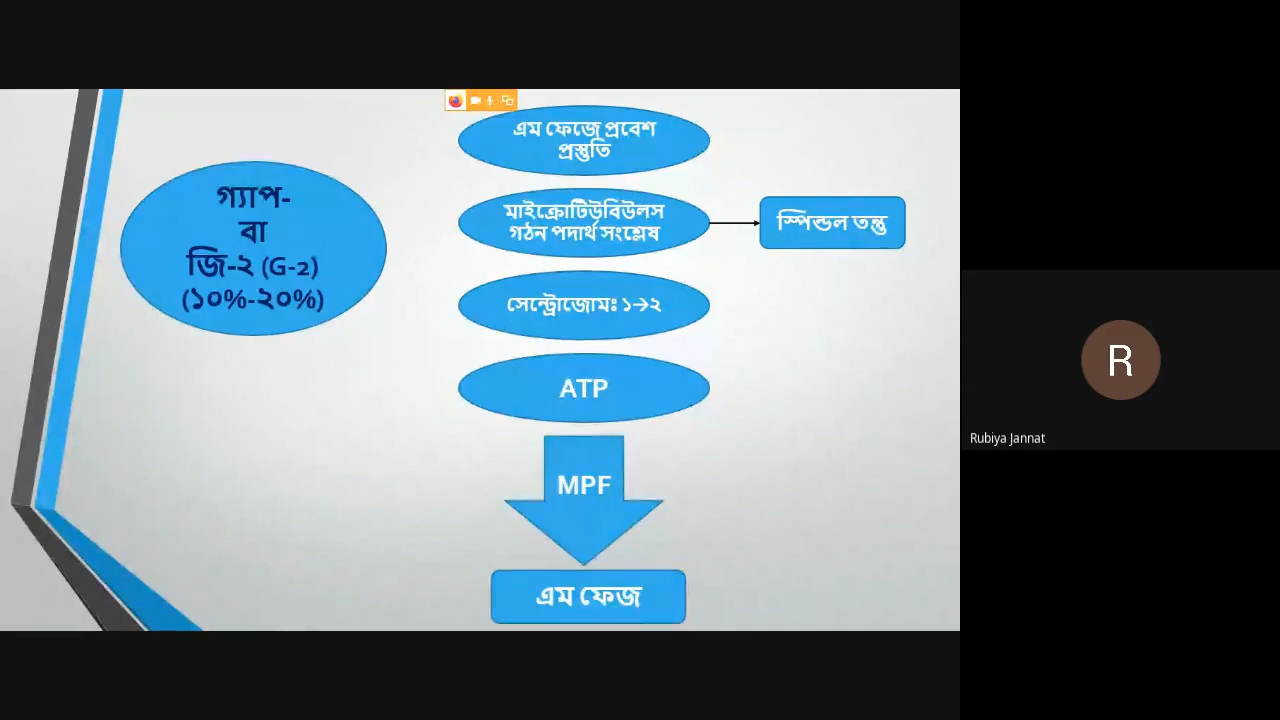 গ্যাপ-
বা
জি-২ (G-2)
(১০%-২০%)
এম ফেজে প্রবেশ
প্রস্তুতি
মাইক্রোটিউবিউলস
গঠন পদার্থ সংশ্লেষ
স্পিন্ডল তন্তু
সেন্ট্রোজোমঃ ১→২
ATP
MPF
এম ফেজ
R
Rubiya Jannat